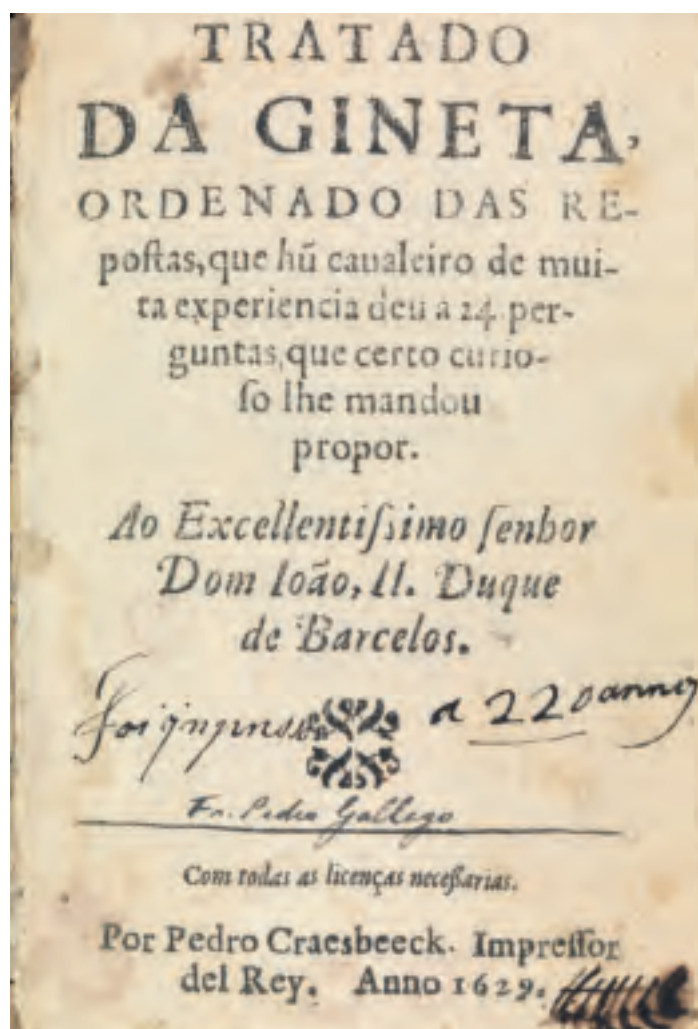 TRATADO
DA GINETA,
ORDENADO DAS RE-
poſtas, que hũ caualeiro de mui-
ta experiencia deu a 24. per-
guntas, que certo curio-
ſo lhe mandou
propor.
Ao Excellentiſsimo ſenhor
Dom Ioão, II. Duque
de Barcelos.
Foi a 220 annos
Fr. Pedro Gallego
Com todas as licenças neceſſarias.
Por Pedro Craesbeeck. Impreſſor
del Rey. Anno 1629.